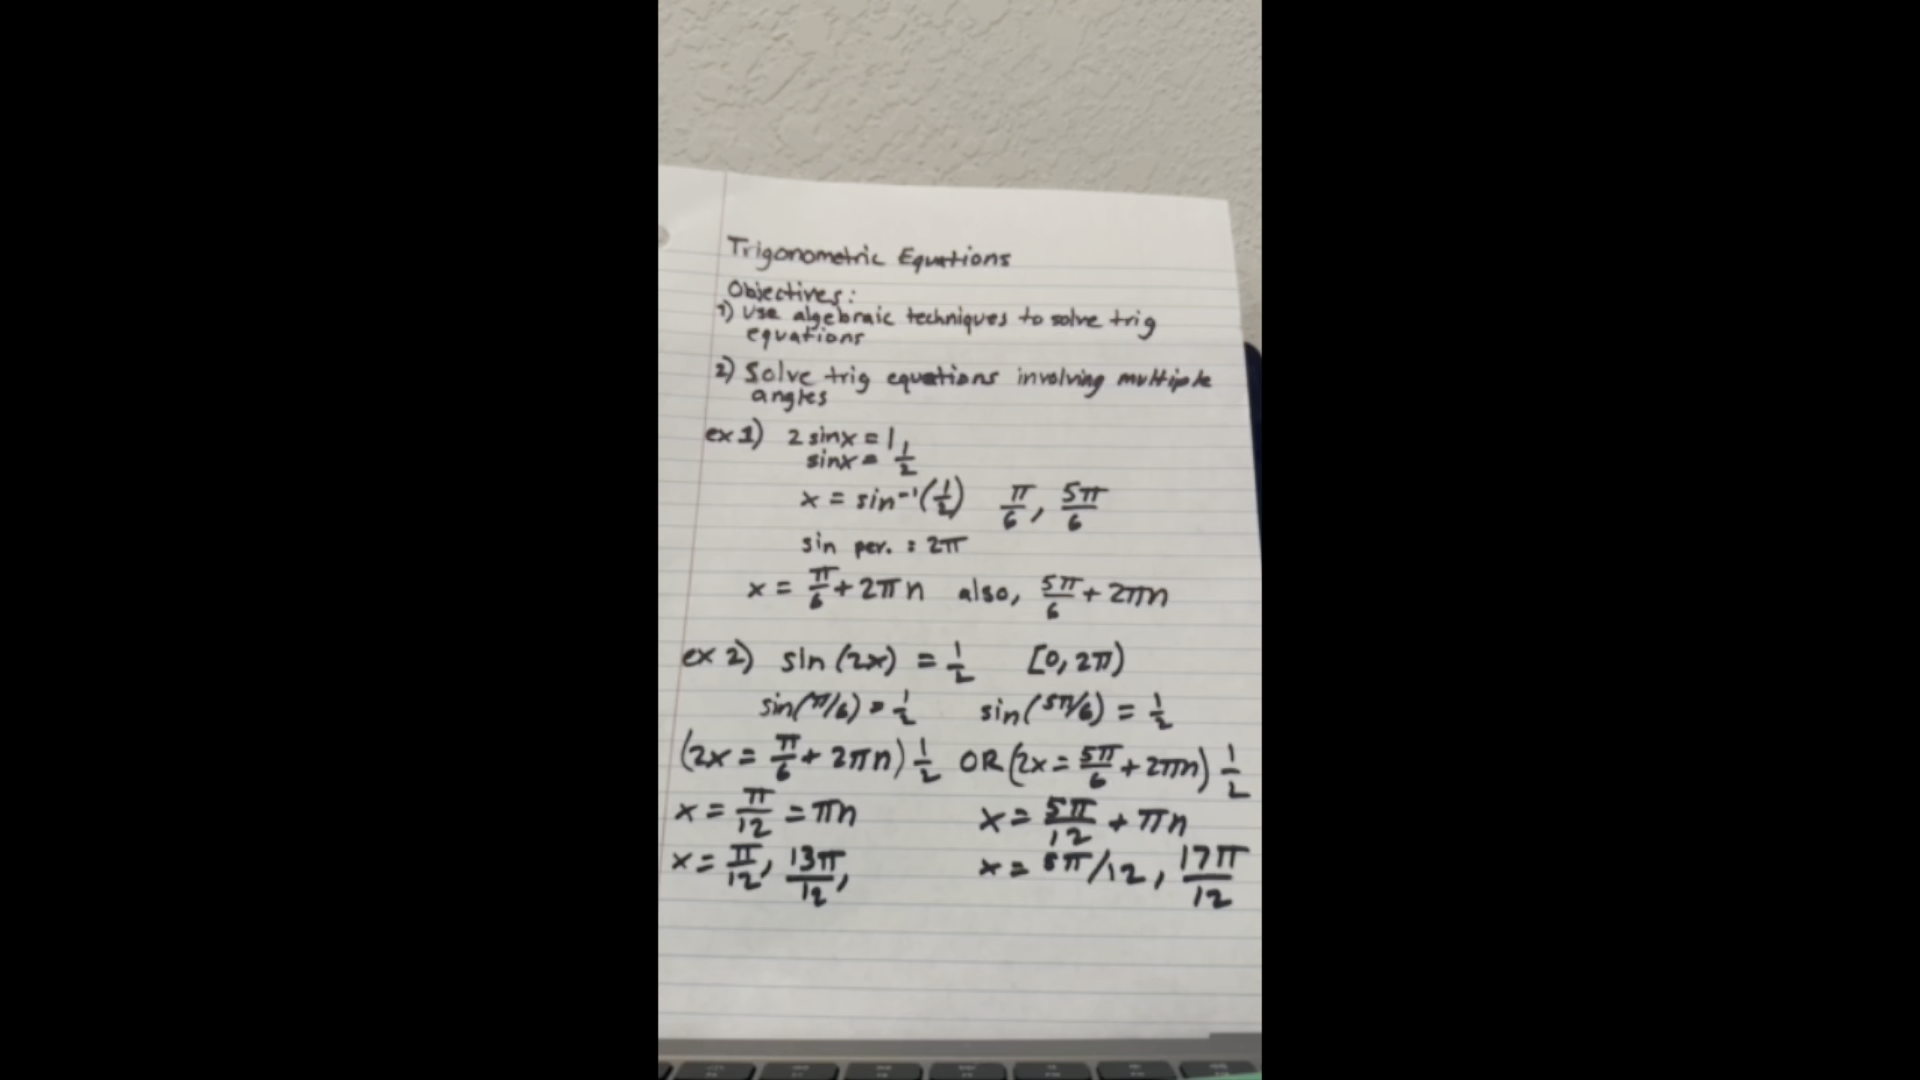 Trigonometric Equations
Objectives:
1) Use algebraic techniques to solve trig
equations
2) Solve trig equations involving multiple
angles
ex 1) 2 sinx = 1
sinx = 1/2
x = sin⁻¹(1/2) π/6, 5π/6
sin per. = 2π
x = π/6 + 2πn also, 5π/6 + 2πn
ex 2) sin (2x) = 1/2 [0, 2π)
sin(π/6) = 1/2 sin(5π/6) = 1/2
(2x = π/6 + 2πn) 1/2 OR (2x = 5π/6 + 2πn) 1/2
x = π/12 = πn x = 5π/12 + πn
x = π/12, 13π/12, x = 5π/12, 17π/12